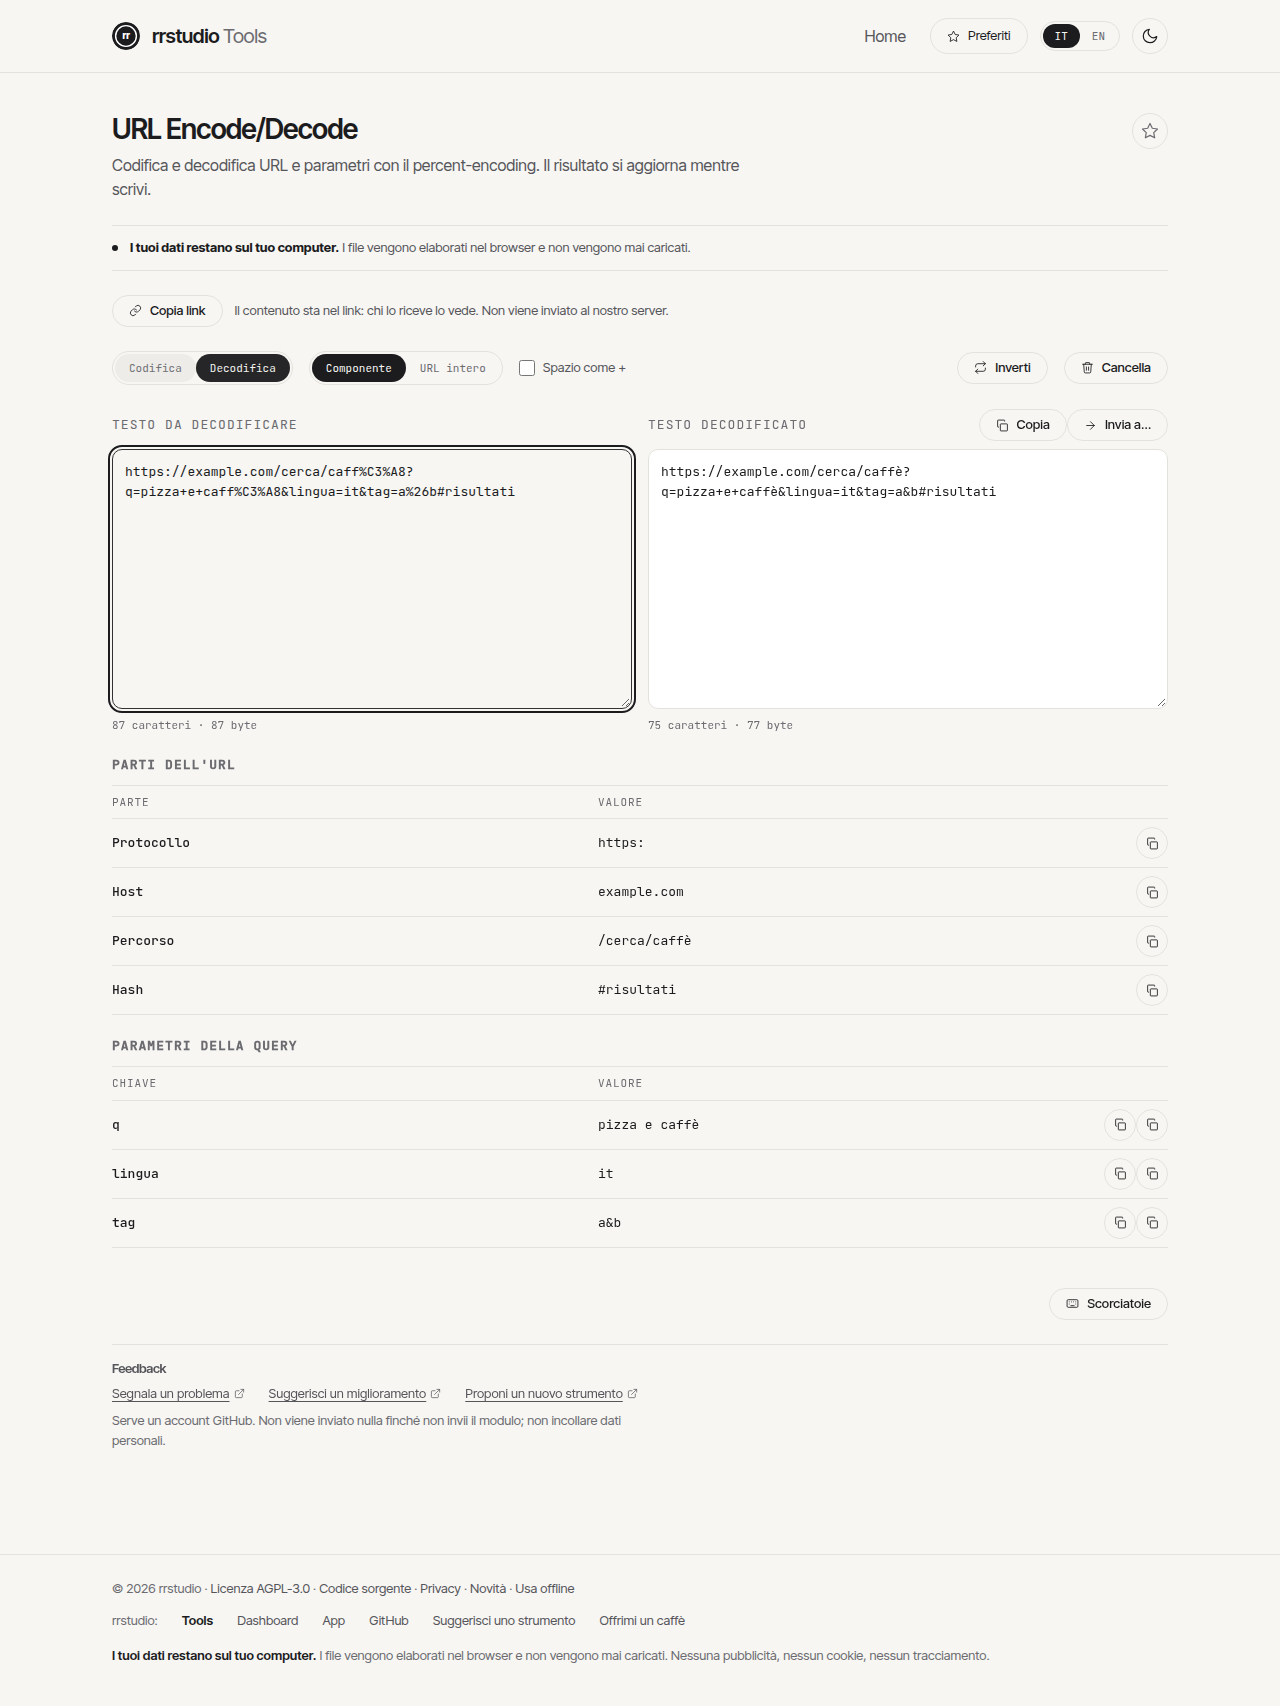 rr rrstudio Tools
Home
Preferiti
IT EN
URL Encode/Decode
Codifica e decodifica URL e parametri con il percent-encoding. Il risultato si aggiorna mentre
scrivi.
I tuoi dati restano sul tuo computer. I file vengono elaborati nel browser e non vengono mai caricati.
Copia link
Il contenuto sta nel link: chi lo riceve lo vede. Non viene inviato al nostro server.
Codifica Decodifica
Componente URL intero
Spazio come +
Inverti
Cancella
TESTO DA DECODIFICARE
https://example.com/cerca/caff%C3%A8?
q=pizza+e+caff%C3%A8&lingua=it&tag=a%26b#risultati
87 caratteri · 87 byte
TESTO DECODIFICATO
Copia
Invia a...
https://example.com/cerca/caffè?
q=pizza+e+caffè&lingua=it&tag=a&b#risultati
75 caratteri · 77 byte
PARTI DELL'URL
PARTE VALORE
Protocollo https:
Host example.com
Percorso /cerca/caffè
Hash #risultati
PARAMETRI DELLA QUERY
CHIAVE VALORE
q pizza e caffè
lingua it
tag a&b
Scorciatoie
Feedback
Segnala un problema Suggerisci un miglioramento Proponi un nuovo strumento
Serve un account GitHub. Non viene inviato nulla finché non invii il modulo; non incollare dati
personali.
© 2026 rrstudio · Licenza AGPL-3.0 · Codice sorgente · Privacy · Novità · Usa offline
rrstudio: Tools Dashboard App GitHub Suggerisci uno strumento Offrimi un caffè
I tuoi dati restano sul tuo computer. I file vengono elaborati nel browser e non vengono mai caricati. Nessuna pubblicità, nessun cookie, nessun tracciamento.